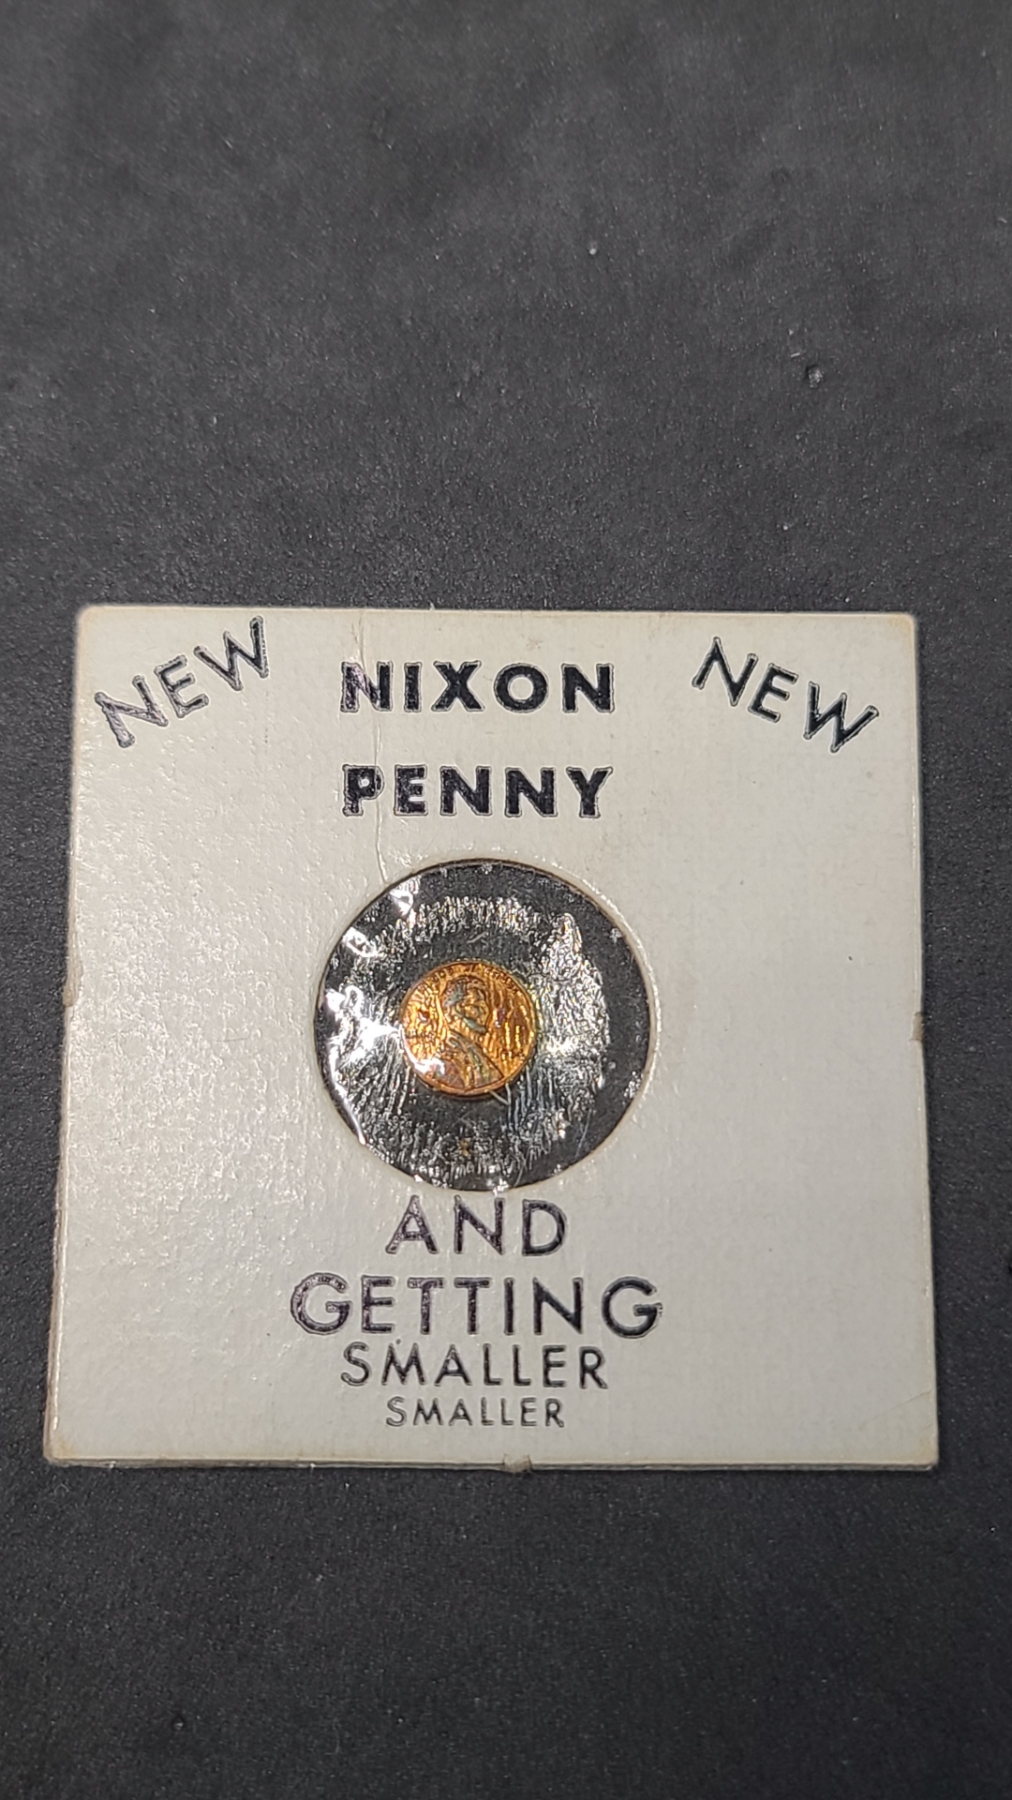 NEW NIXON NEW
PENNY
AND
GETTING
SMALLER
SMALLER